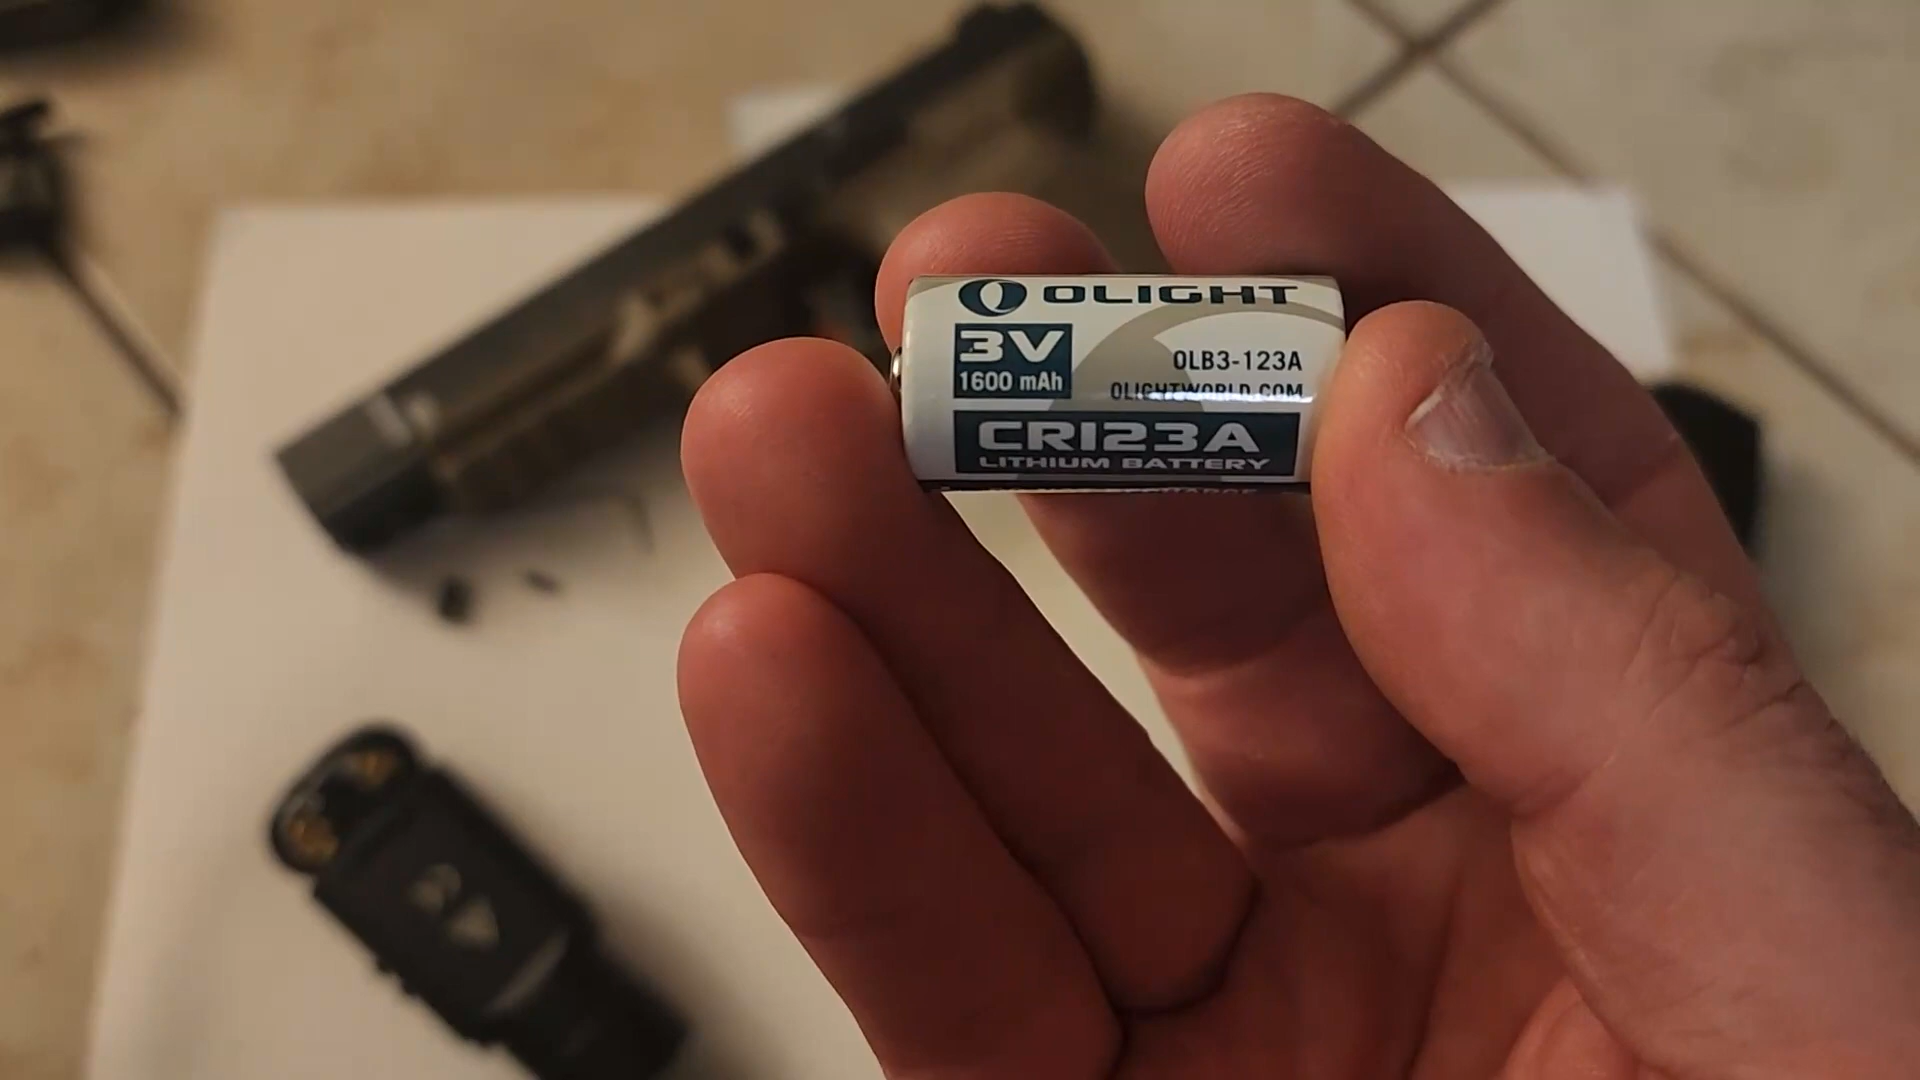 OLIGHT
3V
1600 mAh
OLB3-123A
OLIGHTWORLD.COM
CR123A
LITHIUM BATTERY